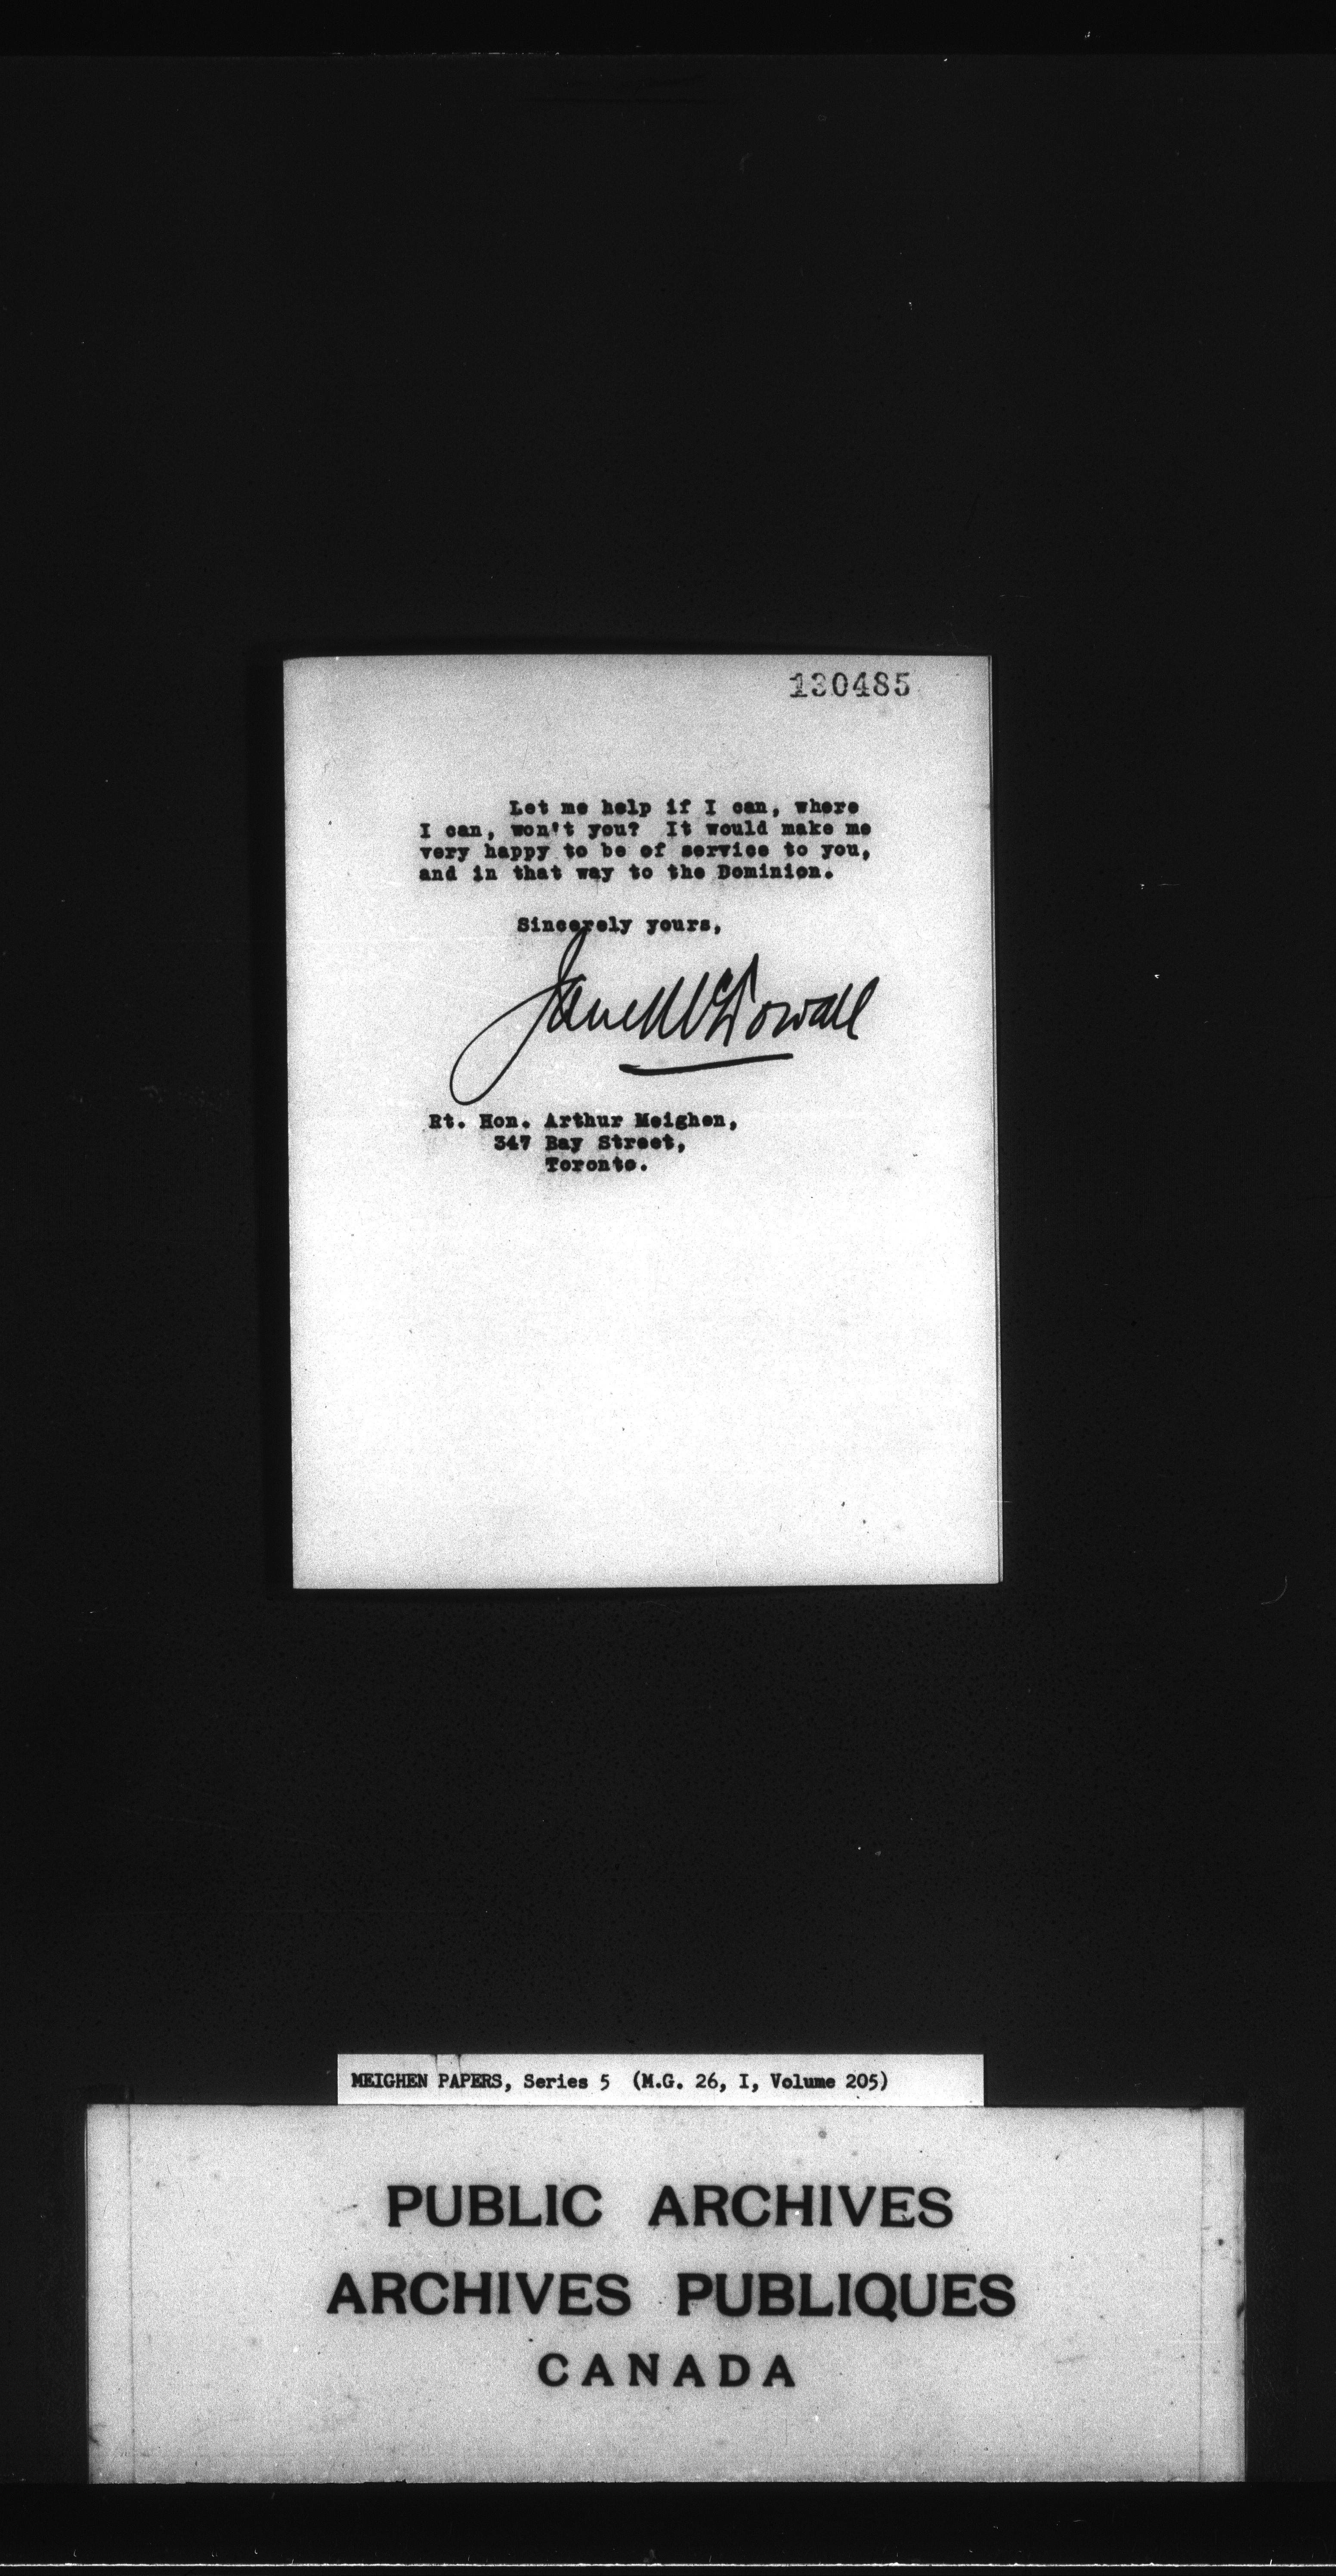 130485
Let me help if I can, where
I can, won't you? It would make me
very happy to be of service to you,
and in that way to the Dominion.
Sincerely yours,
McDowall
Rt. Hon. Arthur Meighen,
347 Bay Street,
Toronto.
MEIGHEN PAPERS, Series 5 (M.G. 26, I, Volume 205)
PUBLIC ARCHIVES
ARCHIVES PUBLIQUES
CANADA